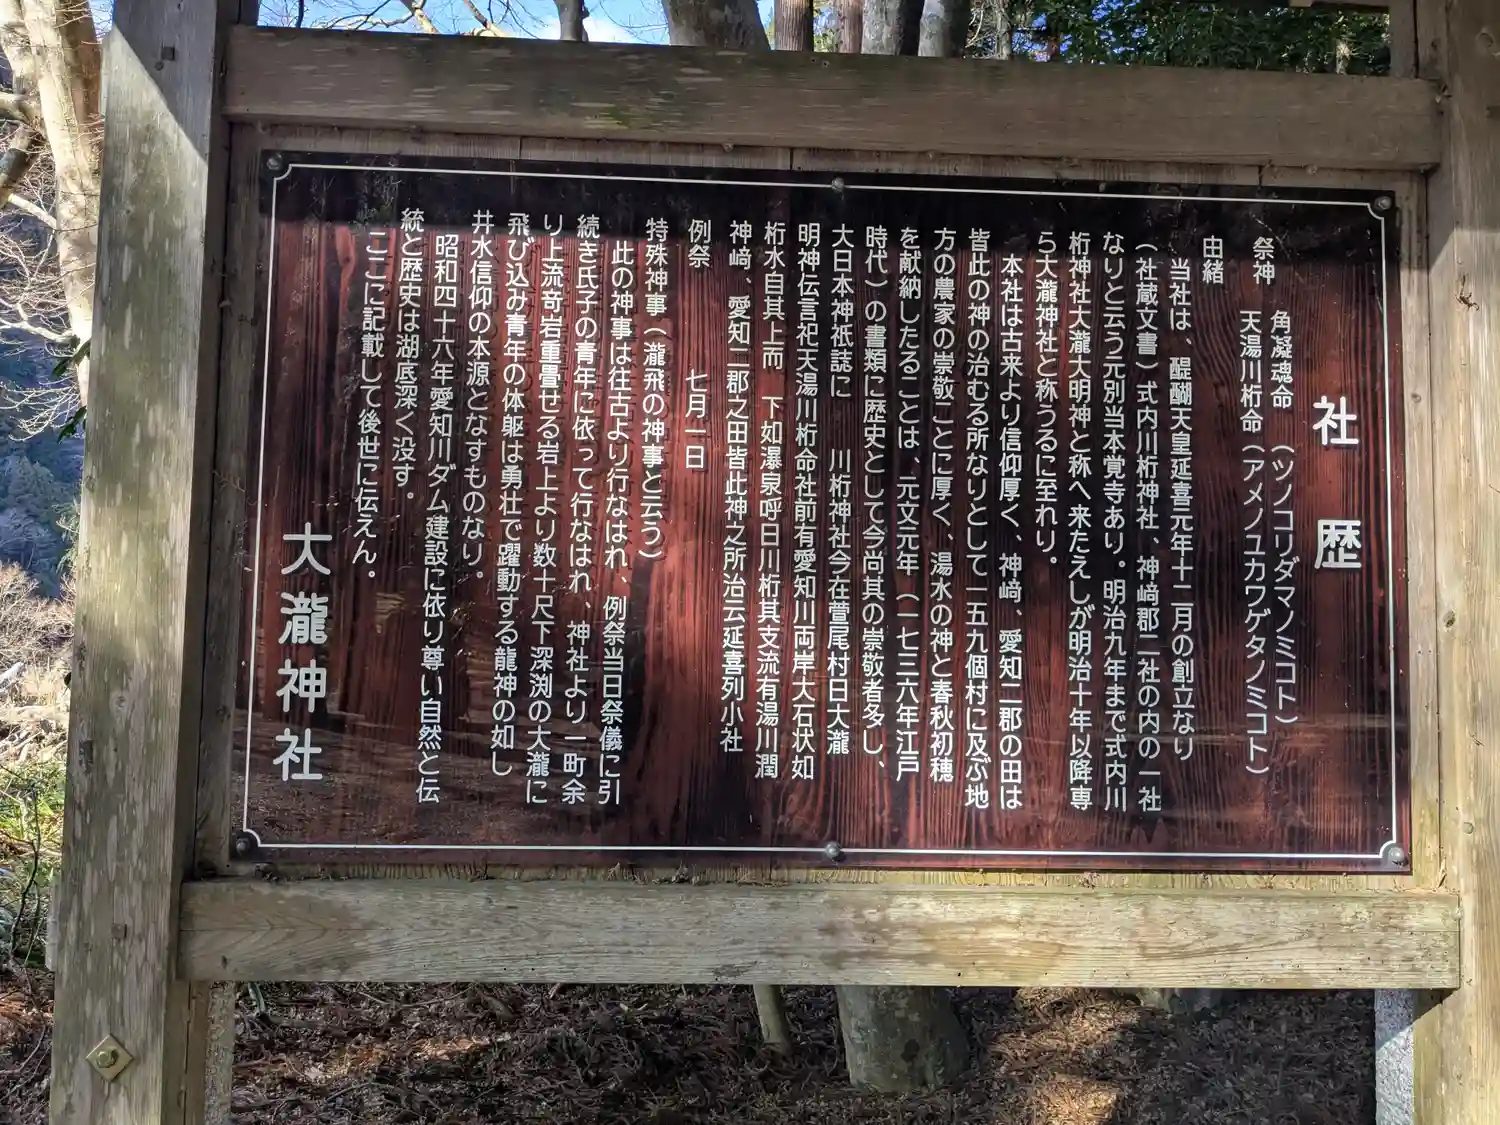 社歴
祭神　角凝魂命（ツノコリダマノミコト）
天湯川桁命（アメノユカワゲタノミコト）
由緒
当社は、醍醐天皇延喜元年十二月の創立なり
（社蔵文書）式内川桁神社、神﨑郡二社の内の一社
なりと云う元別当本覚寺あり。明治九年まで式内川
桁神社大瀧大明神と称へ来たえしが明治十年以降専
ら大瀧神社と称うるに至れり。
本社は古来より信仰厚く、神﨑、愛知二郡の田は
皆此の神の治むる所なりとして一五九個村に及ぶ地
方の農家の崇敬ことに厚く、湯水の神と春秋初穂
を献納したることは、元文元年（一七三六年江戸
時代）の書類に歴史として今尚其の崇敬者多し、
大日本神祇誌に　川桁神社今在萱尾村日大瀧
明神伝言祀天湯川桁命社前有愛知川両岸大石状如
桁水自其上而　下如瀑泉呼日川桁其支流有湯川潤
神﨑、愛知二郡之田皆此神之所治云延喜列小社
例祭　七月一日
特殊神事（瀧飛の神事と云う）
此の神事は往古より行なはれ、例祭当日祭儀に引
続き氏子の青年に依って行なはれ、神社より一町余
り上流竒岩重疊せる岩上より数十尺下深渕の大瀧に
飛び込み青年の体躯は勇壮で躍動する龍神の如し
井水信仰の本源となすものなり。
昭和四十六年愛知川ダム建設に依り尊い自然と伝
統と歴史は湖底深く没す。
ここに記載して後世に伝えん。
大瀧神社